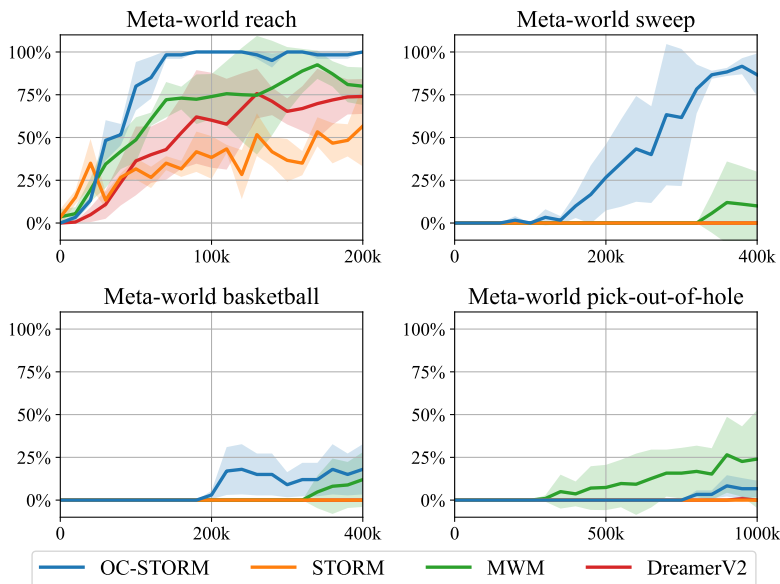 Meta-world reach
100%
75%
50%
25%
0%
0
100k
200k
Meta-world sweep
100%
75%
50%
25%
0%
0
200k
400k
Meta-world basketball
100%
75%
50%
25%
0%
0
200k
400k
Meta-world pick-out-of-hole
100%
75%
50%
25%
0%
0
500k
1000k
OC-STORM STORM MWM DreamerV2